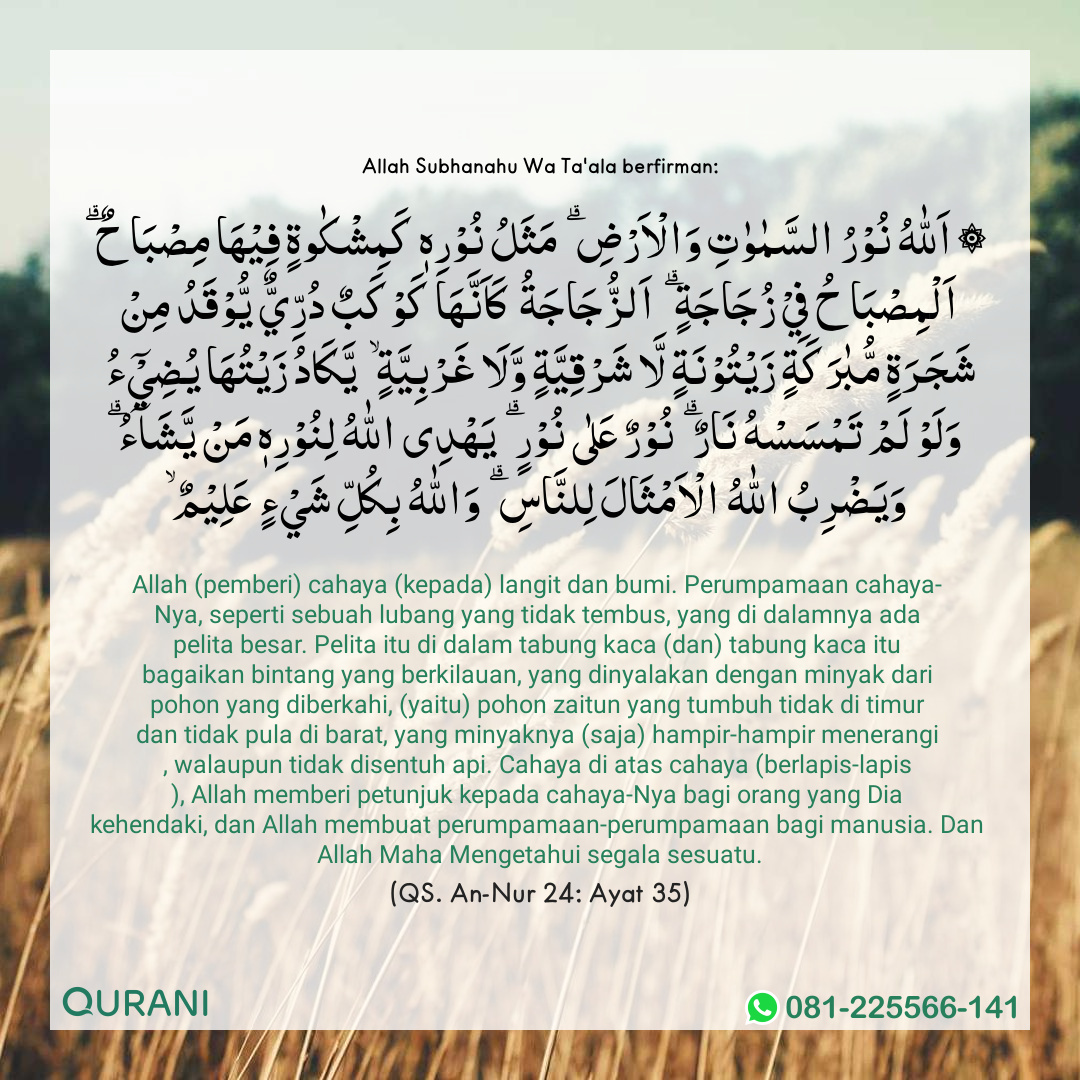 Allah Subhanahu Wa Ta'ala berfirman:
۞ اَللّٰهُ نُوْرُ السَّمٰوٰتِ وَالْاَرْضِۗ مَثَلُ نُوْرِهٖ كَمِشْكٰوةٍ فِيْهَا مِصْبَاحٌۗ
اَلْمِصْبَاحُ فِيْ زُجَاجَةٍۗ اَلزُّجَاجَةُ كَاَنَّهَا كَوْكَبٌ دُرِّيٌّ يُّوْقَدُ مِنْ
شَجَرَةٍ مُّبٰرَكَةٍ زَيْتُوْنَةٍ لَّا شَرْقِيَّةٍ وَّلَا غَرْبِيَّةٍۙ يَّكَادُ زَيْتُهَا يُضِيْۤءُ
وَلَوْ لَمْ تَمْسَسْهُ نَارٌۗ نُوْرٌ عَلٰى نُوْرٍۗ يَهْدِى اللّٰهُ لِنُوْرِهٖ مَنْ يَّشَاۤءُۗ
وَيَضْرِبُ اللّٰهُ الْاَمْثَالَ لِلنَّاسِۗ وَاللّٰهُ بِكُلِّ شَيْءٍ عَلِيْمٌۙ
Allah (pemberi) cahaya (kepada) langit dan bumi. Perumpamaan cahaya-
Nya, seperti sebuah lubang yang tidak tembus, yang di dalamnya ada
pelita besar. Pelita itu di dalam tabung kaca (dan) tabung kaca itu
bagaikan bintang yang berkilauan, yang dinyalakan dengan minyak dari
pohon yang diberkahi, (yaitu) pohon zaitun yang tumbuh tidak di timur
dan tidak pula di barat, yang minyaknya (saja) hampir-hampir menerangi
, walaupun tidak disentuh api. Cahaya di atas cahaya (berlapis-lapis
), Allah memberi petunjuk kepada cahaya-Nya bagi orang yang Dia
kehendaki, dan Allah membuat perumpamaan-perumpamaan bagi manusia. Dan
Allah Maha Mengetahui segala sesuatu.
(QS. An-Nur 24: Ayat 35)
QURANI
081-225566-141